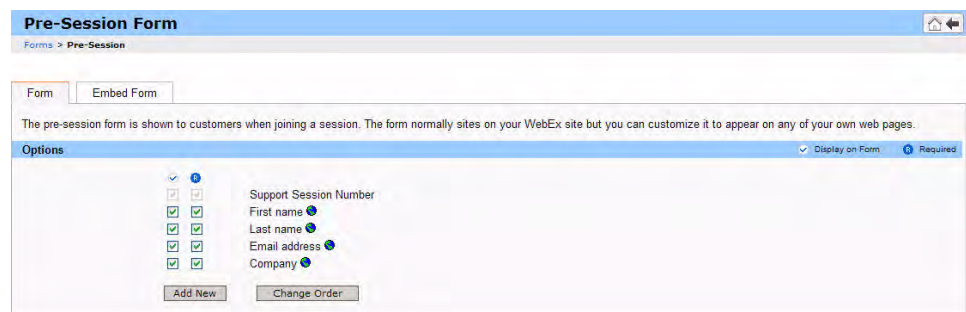 Pre-Session Form
Forms > Pre-Session
Form Embed Form
The pre-session form is shown to customers when joining a session. The form normally sites on your WebEx site but you can customize it to appear on any of your own web pages.
Options Display on Form R Required
R
Support Session Number
First name
Last name
Email address
Company
Add New Change Order